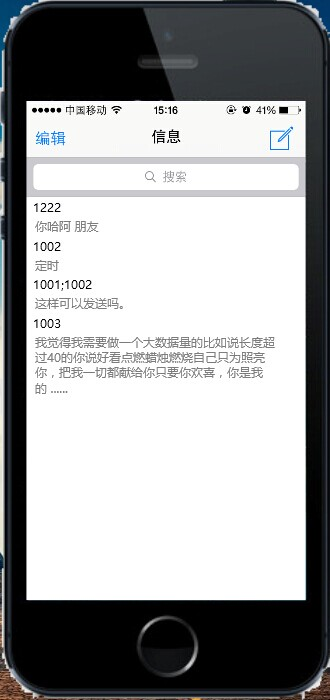 中国移动 15:16 41%
编辑 信息
搜索
1222
你哈阿 朋友
1002
定时
1001;1002
这样可以发送吗。
1003
我觉得我需要做一个大数据量的比如说长度超
过40的你说好看点燃蜡烛燃烧自己只为照亮
你，把我一切都献给你只要你欢喜，你是我
的 ......